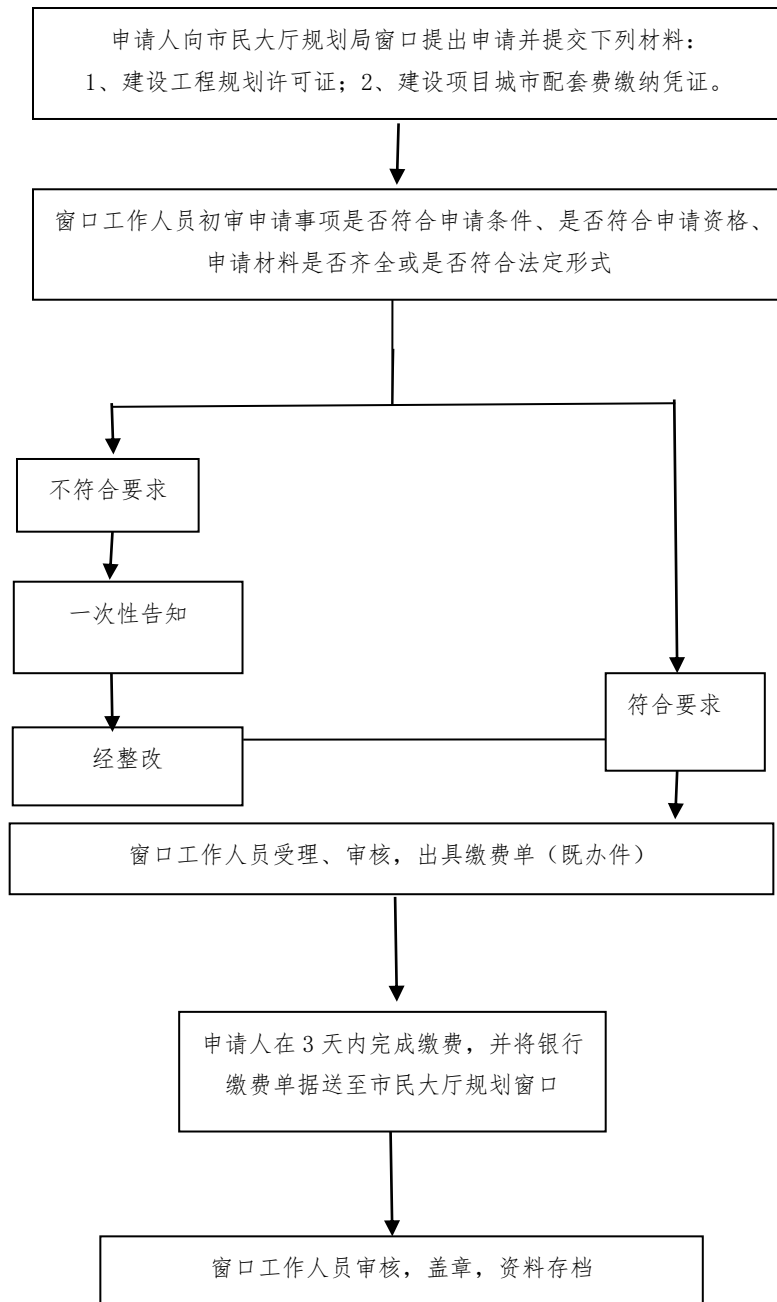 申请人向市民大厅规划局窗口提出申请并提交下列材料：
1、建设工程规划许可证；2、建设项目城市配套费缴纳凭证。
窗口工作人员初审申请事项是否符合申请条件、是否符合申请资格、
申请材料是否齐全或是否符合法定形式
不符合要求
一次性告知
符合要求
经整改
窗口工作人员受理、审核，出具缴费单（既办件）
申请人在 3 天内完成缴费，并将银行
缴费单据送至市民大厅规划窗口
窗口工作人员审核，盖章，资料存档